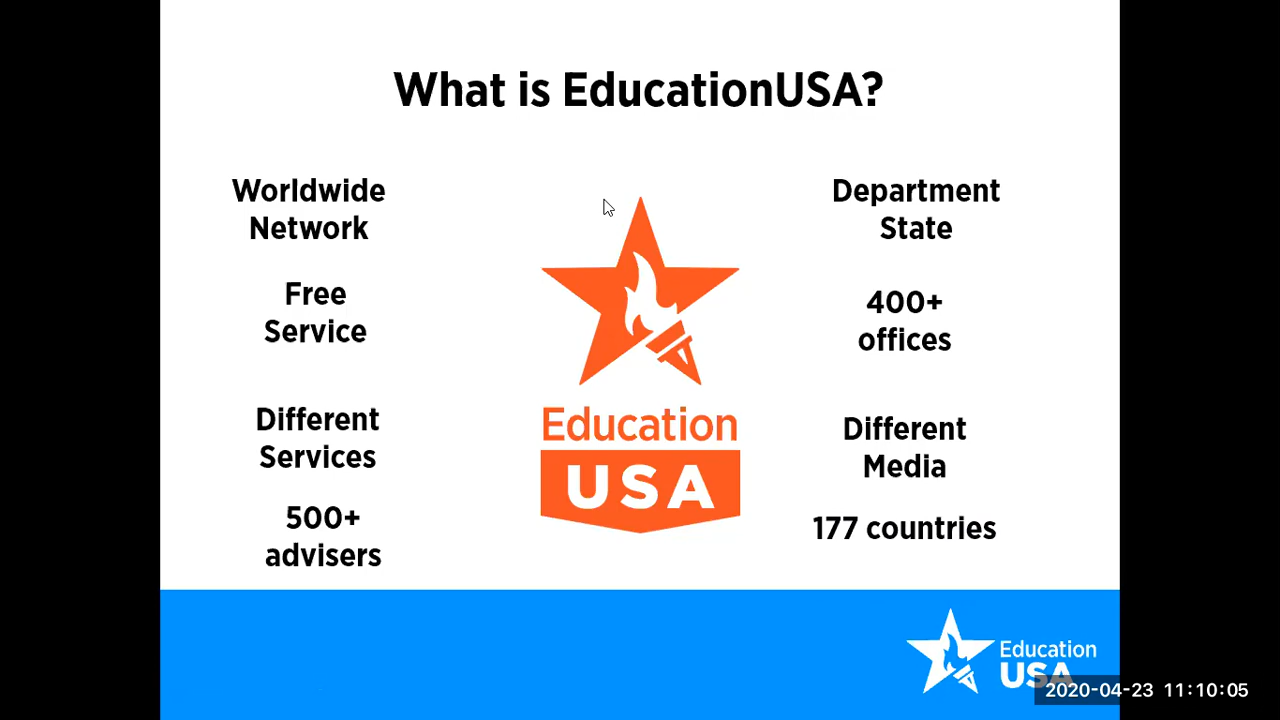 What is EducationUSA?
Worldwide
Network
Free
Service
Different
Services
500+
advisers
Education
USA
Department
State
400+
offices
Different
Media
177 countries
Education
USA
2020-04-23 11:10:05